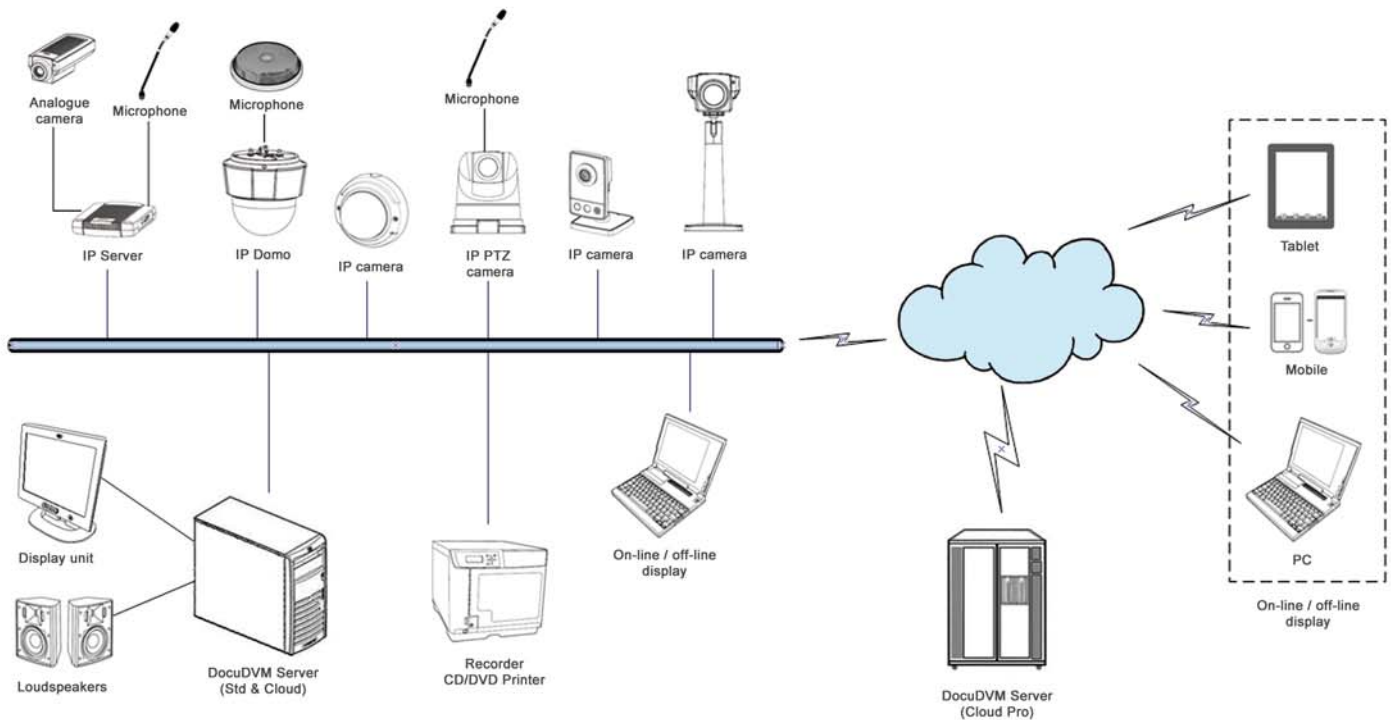 Analogue
camera
Microphone
Microphone
Microphone
IP Server
IP Domo
IP camera
IP PTZ
camera
IP camera
IP camera
Tablet
Mobile
PC
On-line / off-line
display
Display unit
Loudspeakers
DocuDVM Server
(Std & Cloud)
Recorder
CD/DVD Printer
On-line / off-line
display
DocuDVM Server
(Cloud Pro)